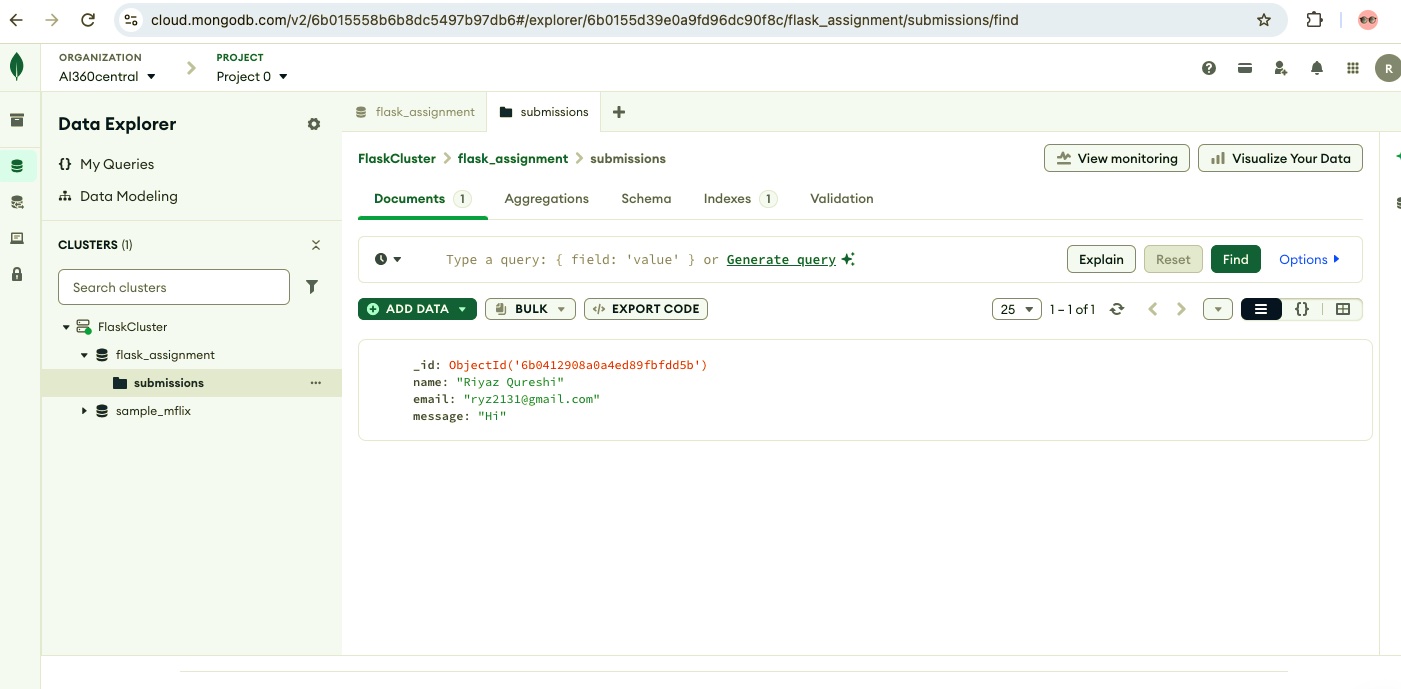 cloud.mongodb.com/v2/6b015558b6b8dc5497b97db6#/explorer/6b0155d39e0a9fd96dc90f8c/flask_assignment/submissions/find
ORGANIZATION
AI360central
PROJECT
Project 0
R
Data Explorer
My Queries
Data Modeling
CLUSTERS (1)
Search clusters
FlaskCluster
flask_assignment
submissions
sample_mflix
flask_assignment
submissions
FlaskCluster > flask_assignment > submissions
View monitoring
Visualize Your Data
Documents 1
Aggregations
Schema
Indexes 1
Validation
Type a query: { field: 'value' } or Generate query
Explain
Reset
Find
Options
ADD DATA
BULK
EXPORT CODE
25
1 – 1 of 1
{}
_id: ObjectId('6b0412908a0a4ed89fbfdd5b')
name: "Riyaz Qureshi"
email: "ryz2131@gmail.com"
message: "Hi"